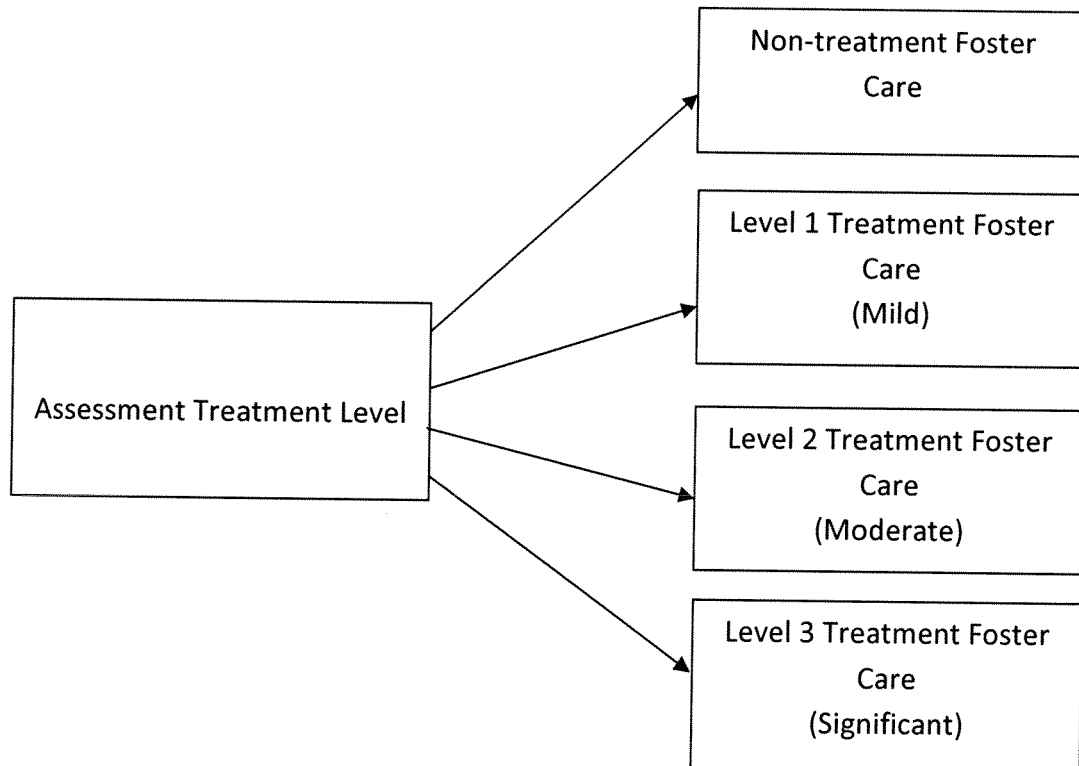 Non-treatment Foster
Care
Level 1 Treatment Foster
Care
(Mild)
Assessment Treatment Level
Level 2 Treatment Foster
Care
(Moderate)
Level 3 Treatment Foster
Care
(Significant)